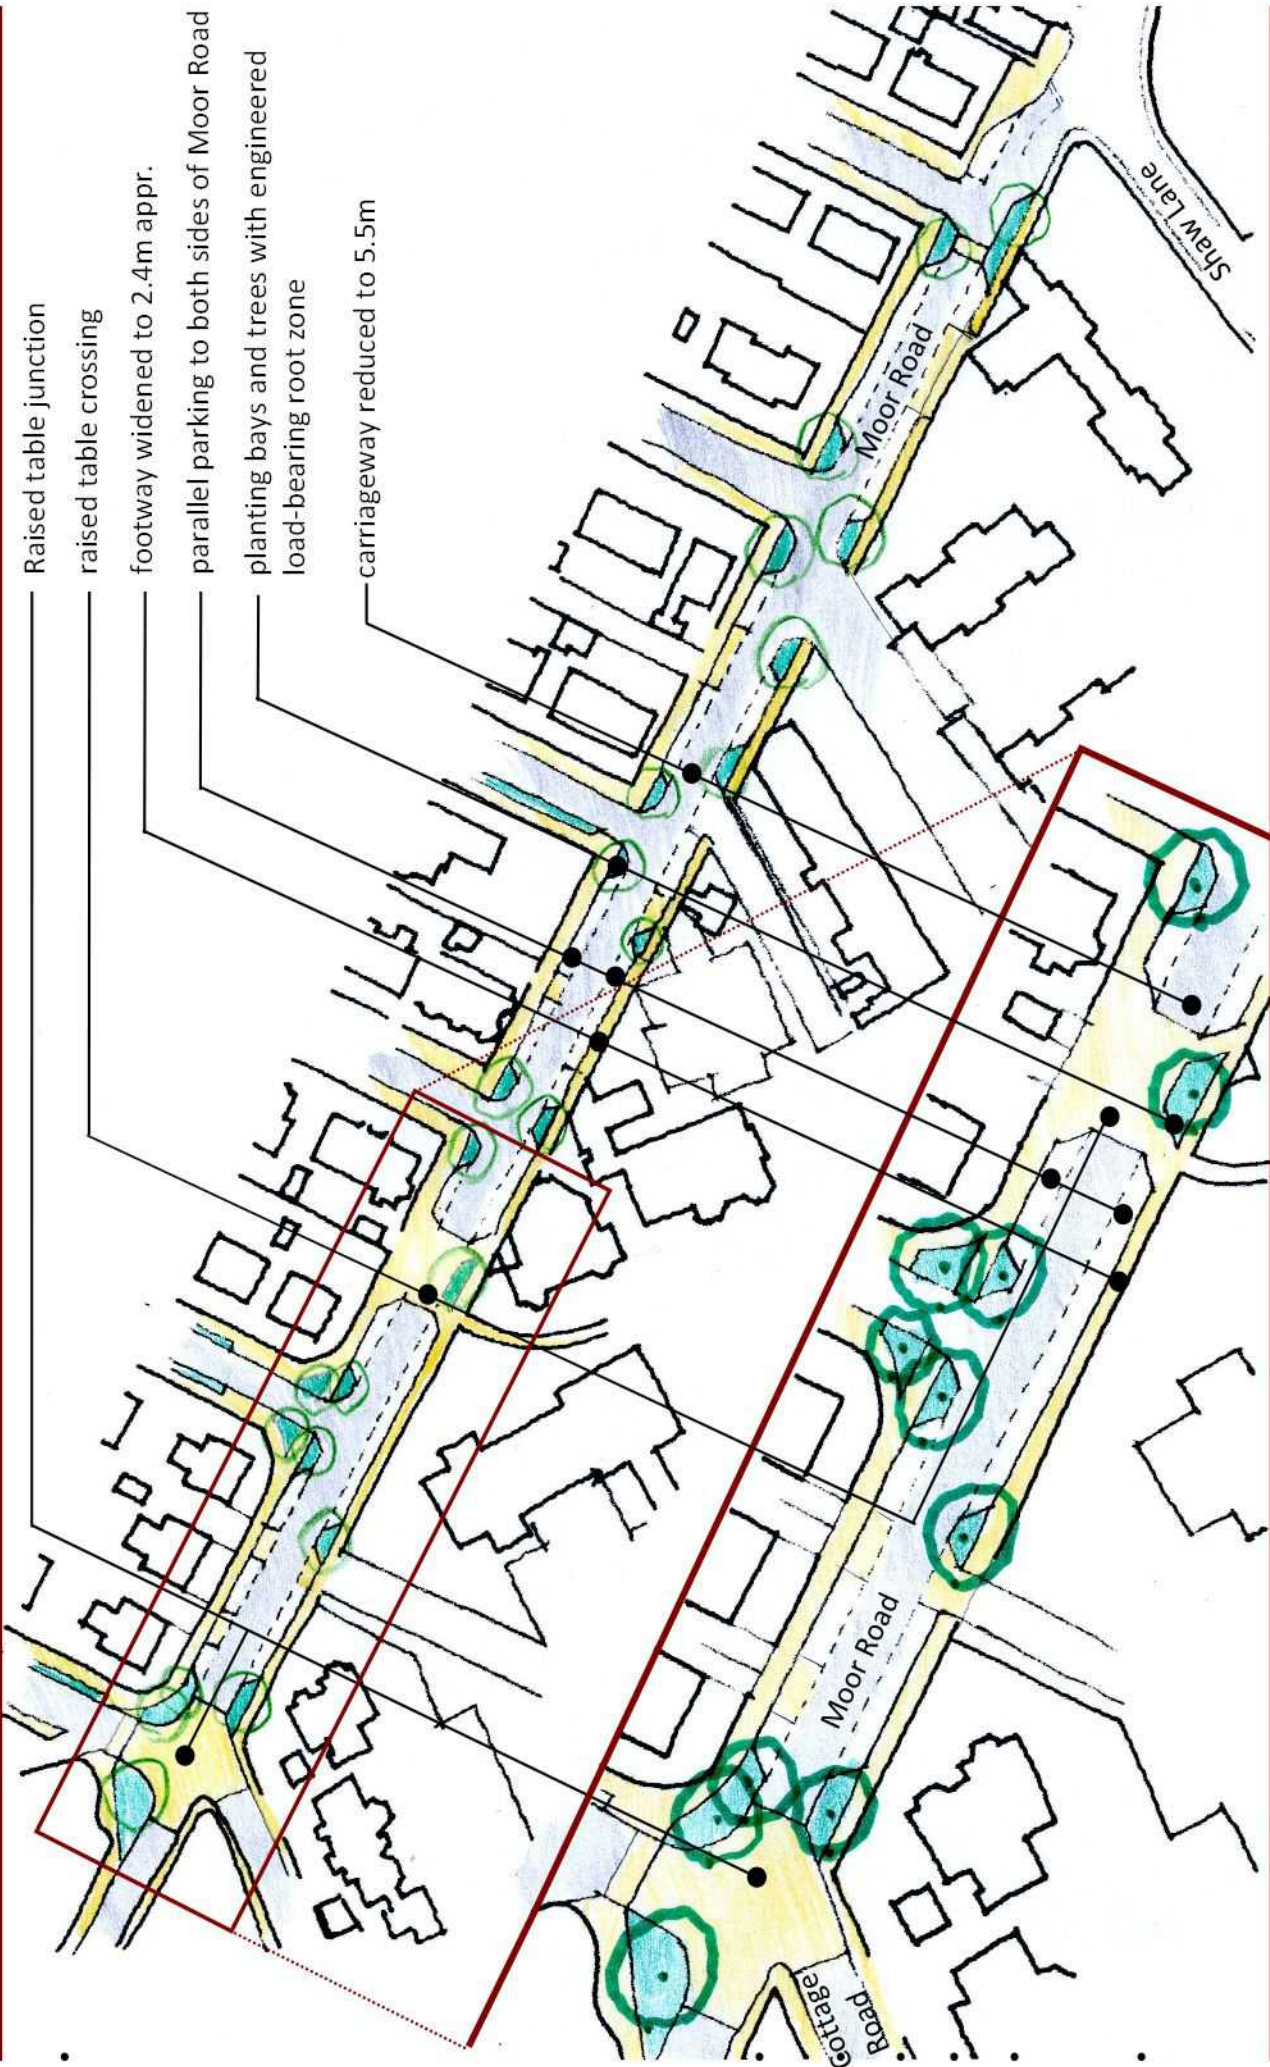 Raised table junction
raised table crossing
footway widened to 2.4m appr.
parallel parking to both sides of Moor Road
planting bays and trees with engineered
load-bearing root zone
carriageway reduced to 5.5m
Shaw Lane
Moor Road
Moor Road
Cottage
Road